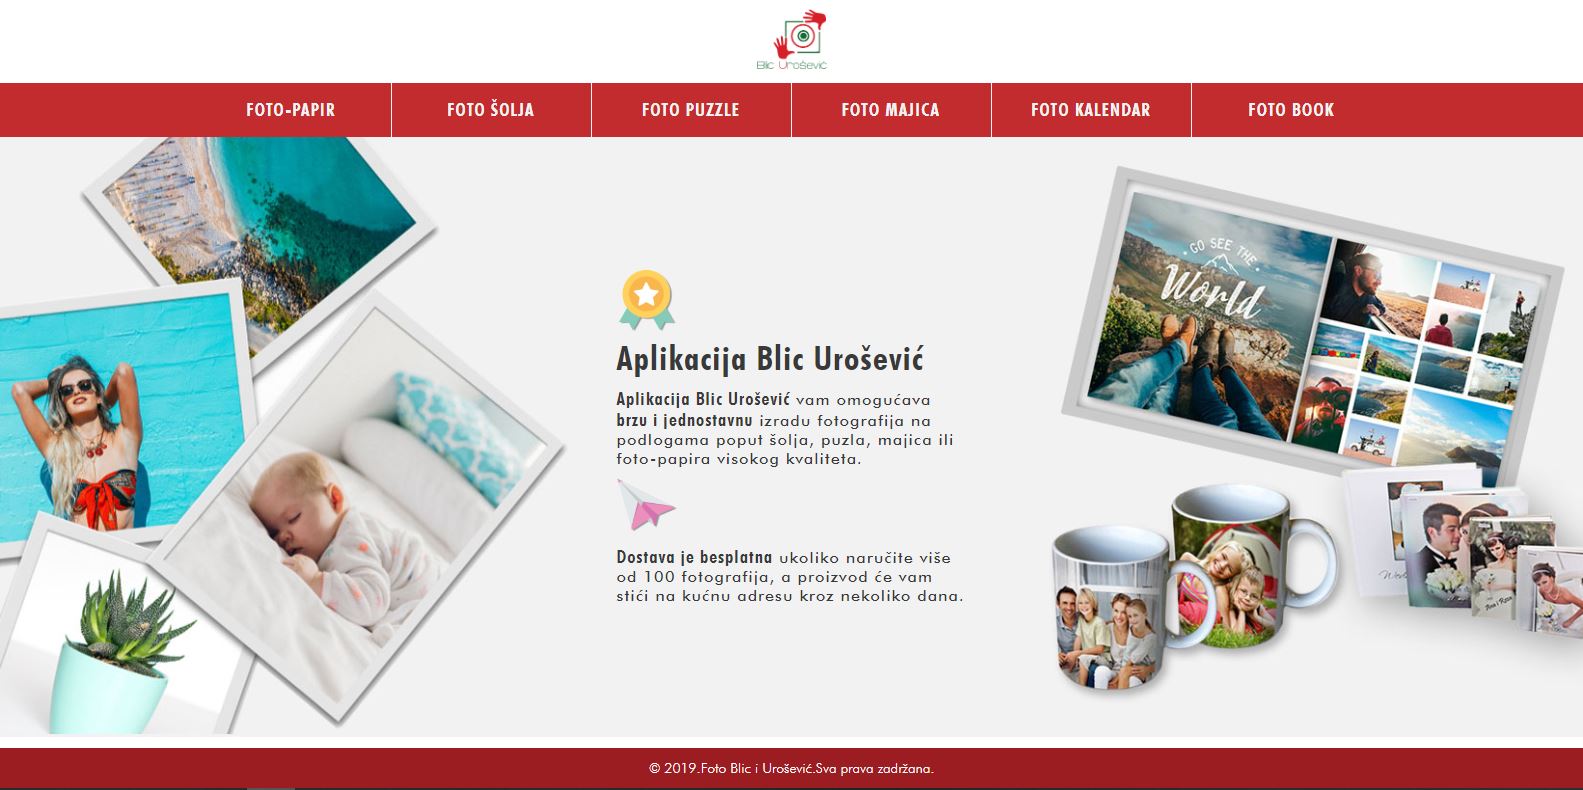 Blic Urošević
FOTO-PAPIR
FOTO ŠOLJA
FOTO PUZZLE
FOTO MAJICA
FOTO KALENDAR
FOTO BOOK
GO SEE THE
World
Aplikacija Blic Urošević
Aplikacija Blic Urošević vam omogućava
brzu i jednostavnu izradu fotografija na
podlogama poput šolja, puzla, majica ili
foto-papira visokog kvaliteta.
Dostava je besplatna ukoliko naručite više
od 100 fotografija, a proizvod će vam
stići na kućnu adresu kroz nekoliko dana.
© 2019.Foto Blic i Urošević.Sva prava zadržana.